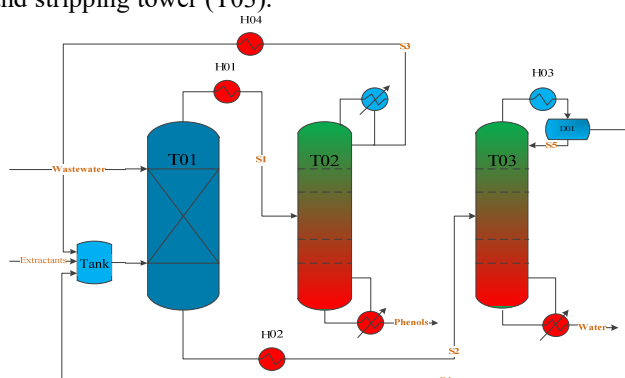 and stripping tower (T03).
H04
S3
H01
H03
D01
T01
T02
T03
S5
S1
Wastewater
Extractants
Tank
Phenols
Water
H02
S2